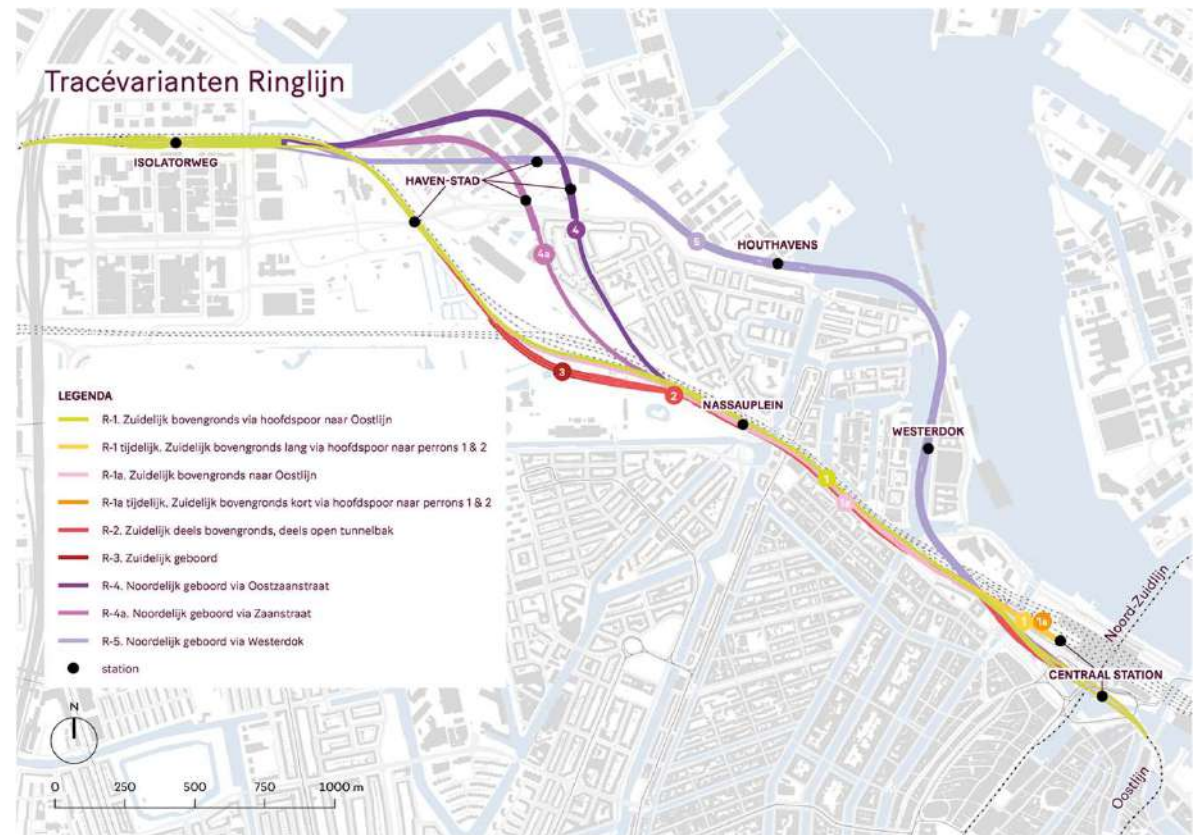 Tracévarianten Ringlijn
ISOLATORWEG
HAVEN-STAD
4
4a
5
HOUTHAVENS
3
2
NASSAUPLEIN
WESTERDOK
1
1a
1
1a
Noord-Zuidlijn
CENTRAAL STATION
Oostlijn
LEGENDA
R-1. Zuidelijk bovengronds via hoofdspoor naar Oostlijn
R-1 tijdelijk. Zuidelijk bovengronds lang via hoofdspoor naar perrons 1 & 2
R-1a. Zuidelijk bovengronds naar Oostlijn
R-1a tijdelijk. Zuidelijk bovengronds kort via hoofdspoor naar perrons 1 & 2
R-2. Zuidelijk deels bovengronds, deels open tunnelbak
R-3. Zuidelijk geboord
R-4. Noordelijk geboord via Oostzaanstraat
R-4a. Noordelijk geboord via Zaanstraat
R-5. Noordelijk geboord via Westerdok
station
N
0 250 500 750 1000 m